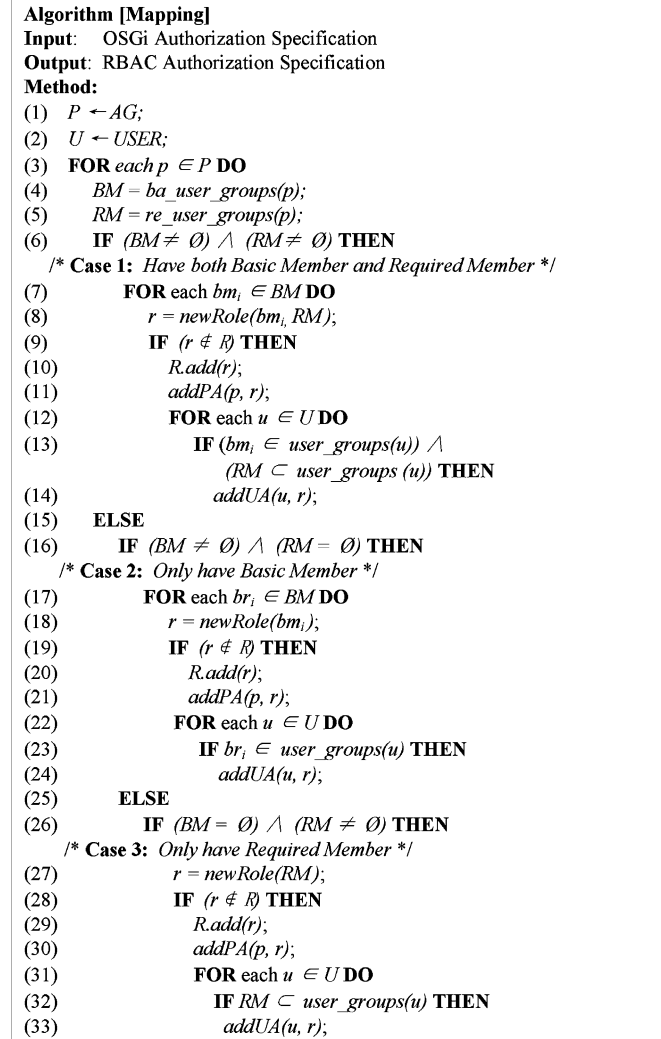 Algorithm [Mapping]
Input: OSGi Authorization Specification
Output: RBAC Authorization Specification
Method:
(1) P ← AG;
(2) U ← USER;
(3) FOR each p ∈ P DO
(4) BM = ba_user_groups(p);
(5) RM = re_user_groups(p);
(6) IF (BM ≠ Ø) ∧ (RM ≠ Ø) THEN
/* Case 1: Have both Basic Member and Required Member */
(7) FOR each bmᵢ ∈ BM DO
(8) r = newRole(bmᵢ, RM);
(9) IF (r ∉ R) THEN
(10) R.add(r);
(11) addPA(p, r);
(12) FOR each u ∈ U DO
(13) IF (bmᵢ ∈ user_groups(u)) ∧
(RM ⊂ user_groups (u)) THEN
(14) addUA(u, r);
(15) ELSE
(16) IF (BM ≠ Ø) ∧ (RM = Ø) THEN
/* Case 2: Only have Basic Member */
(17) FOR each brᵢ ∈ BM DO
(18) r = newRole(bmᵢ);
(19) IF (r ∉ R) THEN
(20) R.add(r);
(21) addPA(p, r);
(22) FOR each u ∈ U DO
(23) IF brᵢ ∈ user_groups(u) THEN
(24) addUA(u, r);
(25) ELSE
(26) IF (BM = Ø) ∧ (RM ≠ Ø) THEN
/* Case 3: Only have Required Member */
(27) r = newRole(RM);
(28) IF (r ∉ R) THEN
(29) R.add(r);
(30) addPA(p, r);
(31) FOR each u ∈ U DO
(32) IF RM ⊂ user_groups(u) THEN
(33) addUA(u, r);